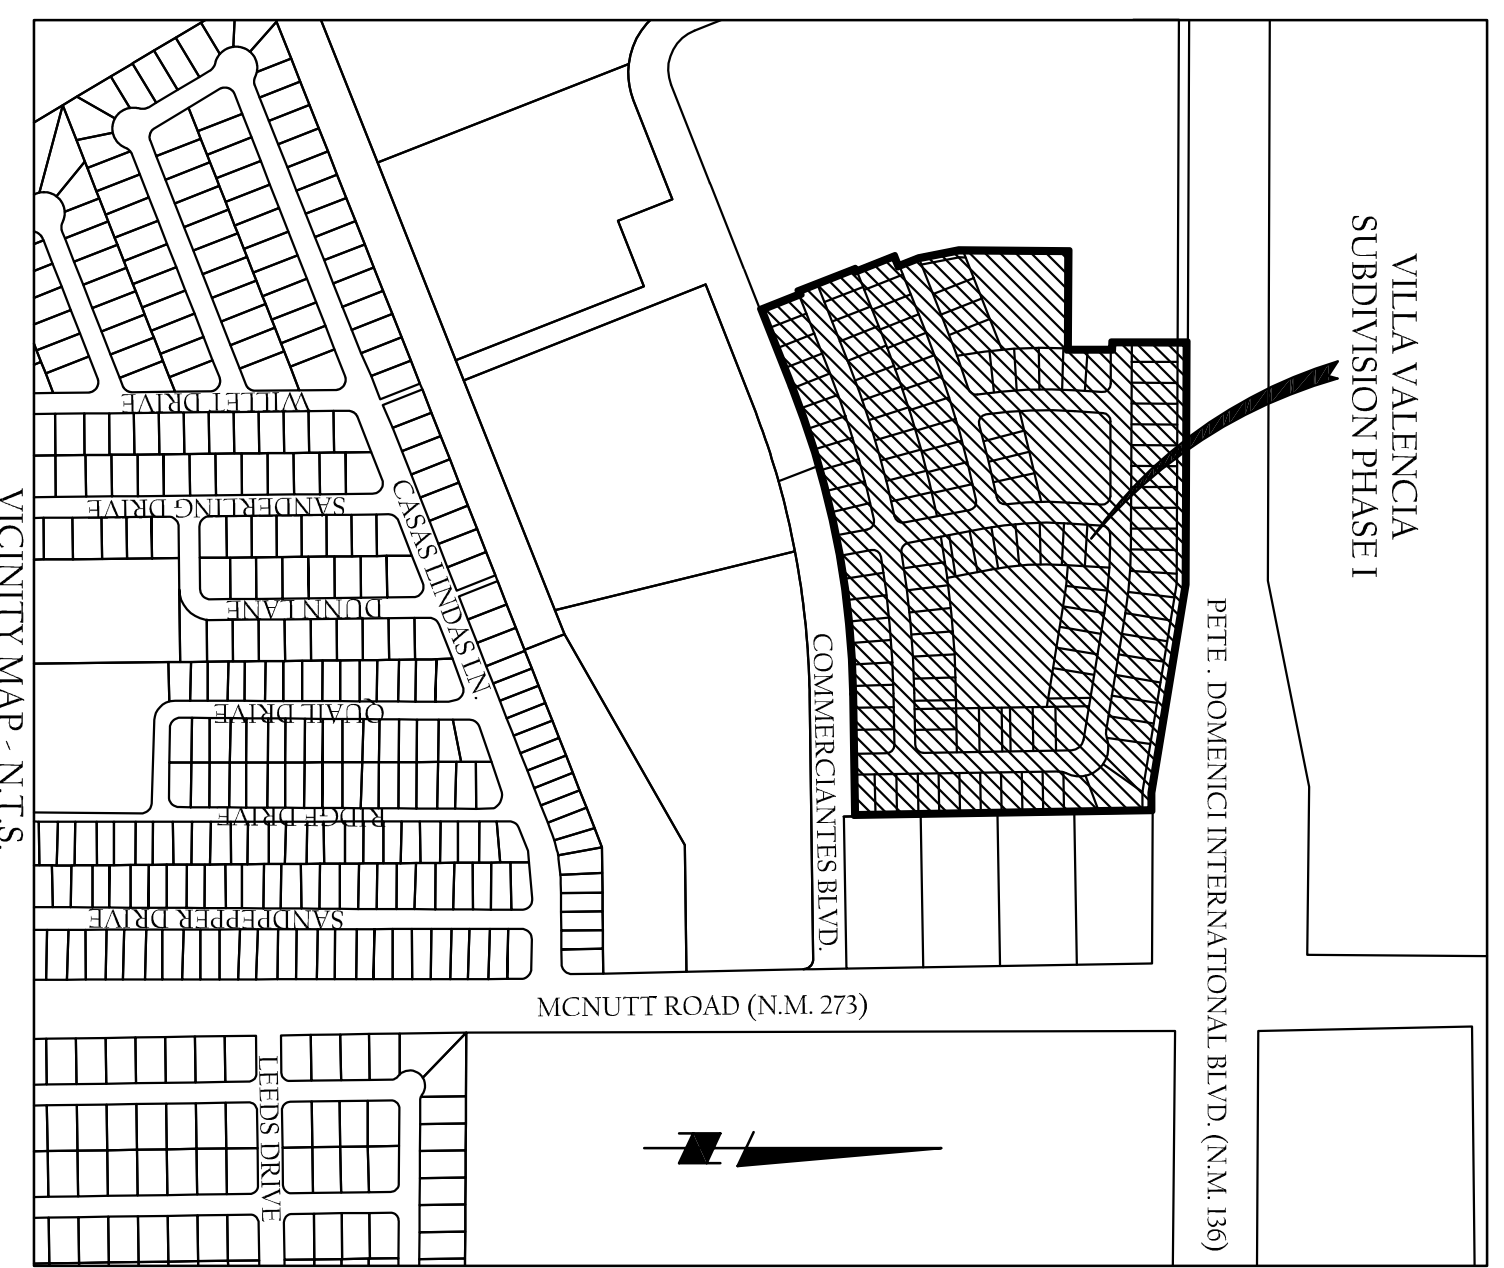 VILLA VALENCIA
SUBDIVISION PHASE I
WILLET DRIVE
SANDERLING DRIVE
CASAS LINDAS LN.
DUNN LANE
QUAIL DRIVE
RIDGE DRIVE
SANDPEPPER DRIVE
COMMERCIANTES BLVD.
PETE . DOMENICI INTERNATIONAL BLVD. (N.M. 136)
MCNUTT ROAD (N.M. 273)
LEEDS DRIVE
VICINITY MAP - N.T.S.
N